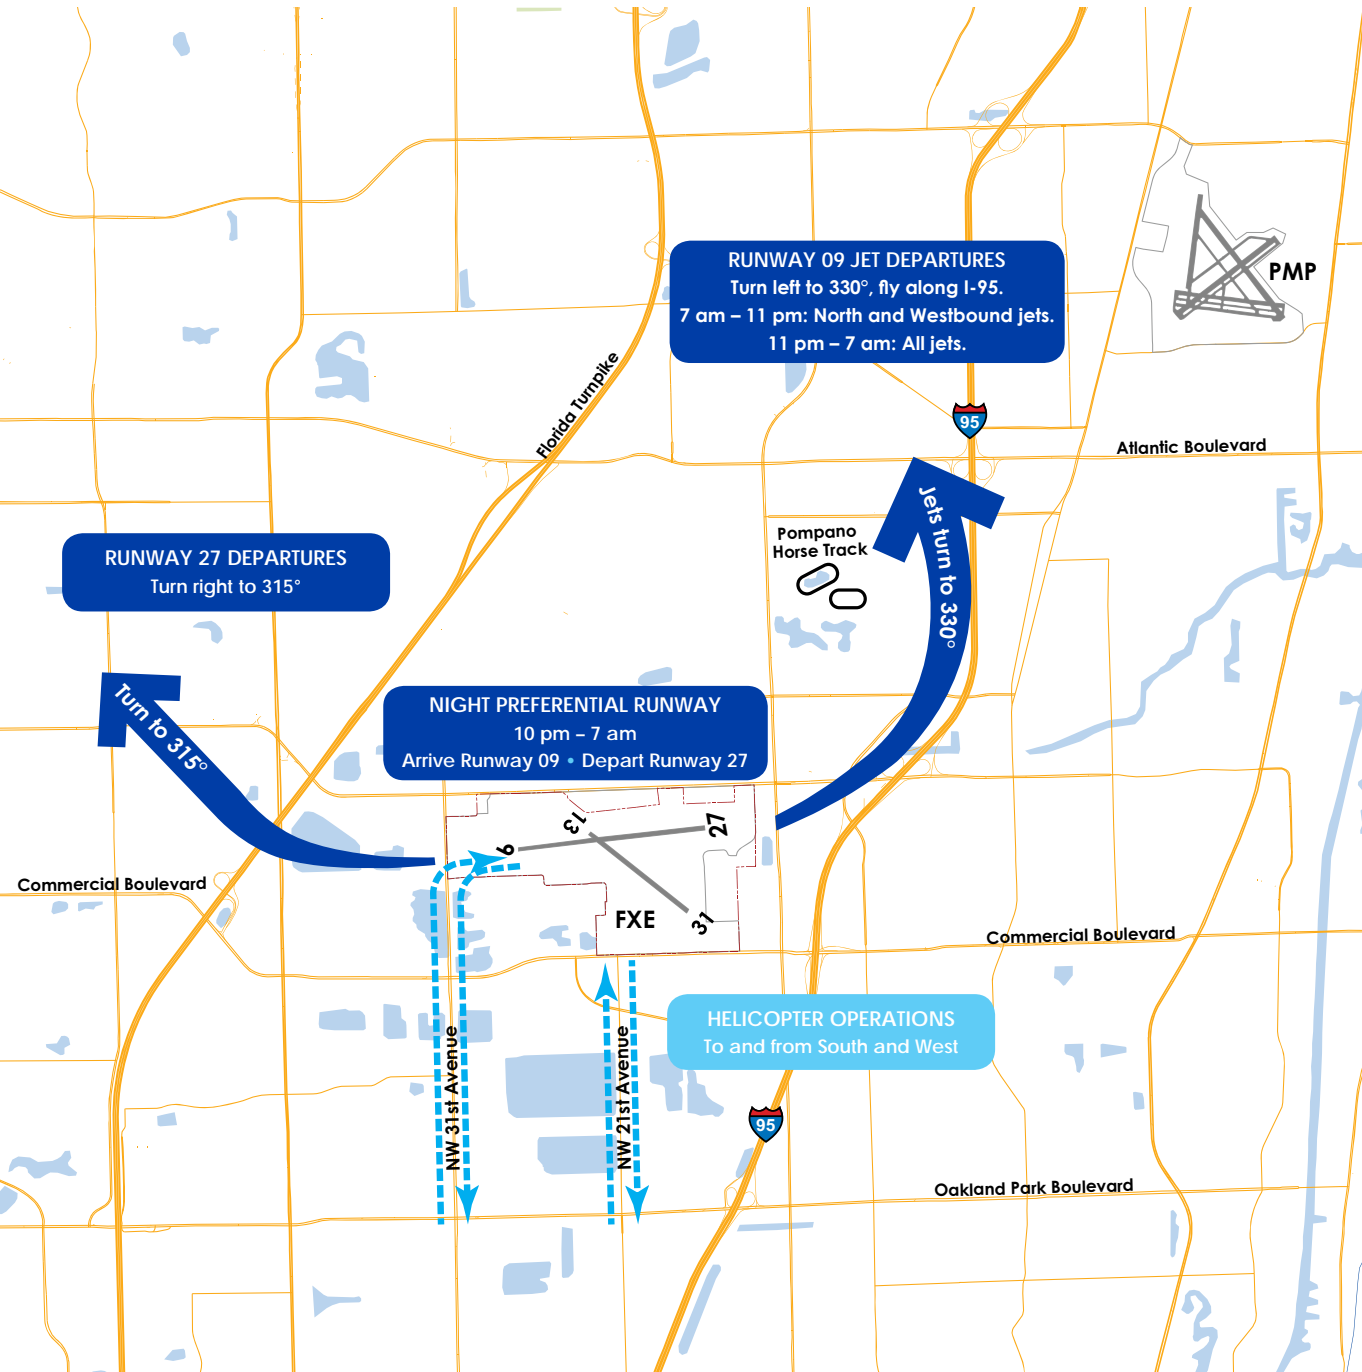 RUNWAY 09 JET DEPARTURES
Turn left to 330°, fly along I-95.
7 am – 11 pm: North and Westbound jets.
11 pm – 7 am: All jets.
PMP
Florida Turnpike
95
Atlantic Boulevard
Jets turn to 330°
Pompano
Horse Track
RUNWAY 27 DEPARTURES
Turn right to 315°
Turn to 315°
NIGHT PREFERENTIAL RUNWAY
10 pm – 7 am
Arrive Runway 09 • Depart Runway 27
13
27
9
31
FXE
Commercial Boulevard
Commercial Boulevard
HELICOPTER OPERATIONS
To and from South and West
NW 31st Avenue
NW 21st Avenue
95
Oakland Park Boulevard